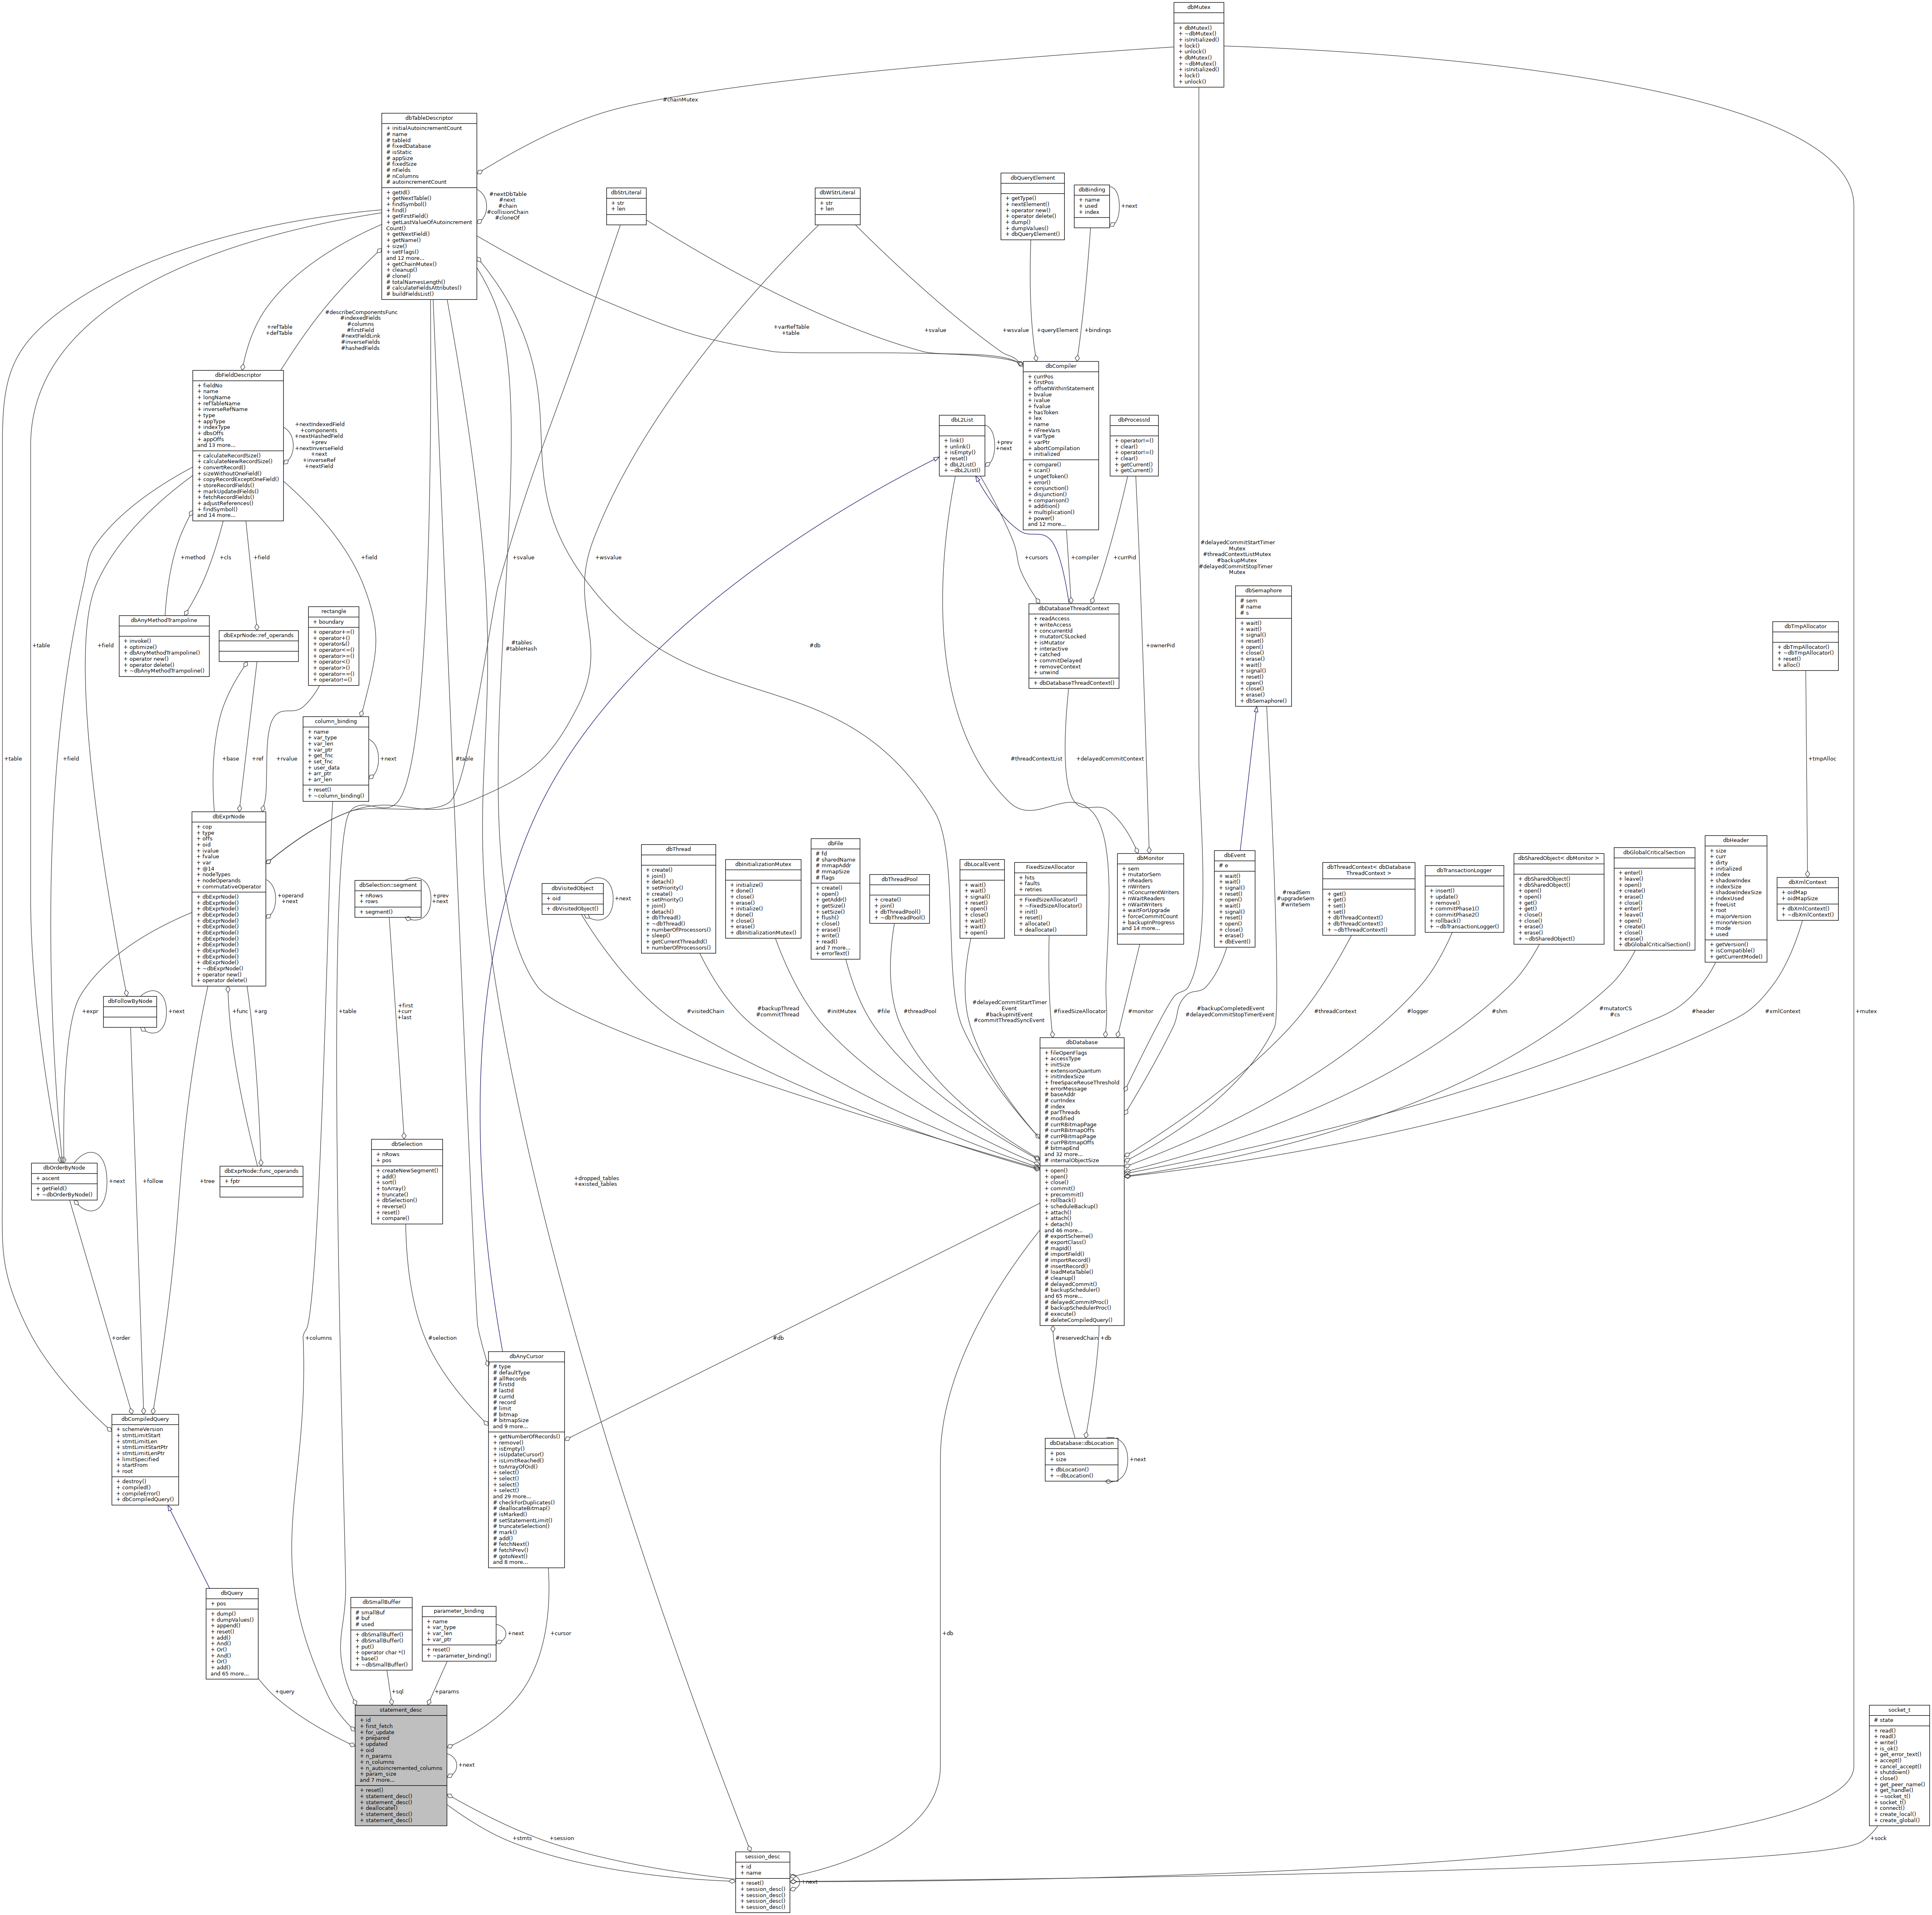 dbMutex
+ dbMutex()
+ ~dbMutex()
+ isInitialized()
+ lock()
+ unlock()
+ dbMutex()
+ ~dbMutex()
+ isInitialized()
+ lock()
+ unlock()
#chainMutex
dbTableDescriptor
+ initialAutoincrementCount
# name
# tableId
# fixedDatabase
# isStatic
# appSize
# fixedSize
# nFields
# nColumns
# autoincrementCount
+ getId()
+ getNextTable()
+ findSymbol()
+ find()
+ getFirstField()
+ getLastValueOfAutoincrement
Count()
+ getNextField()
+ getName()
+ size()
+ setFlags()
and 12 more...
+ getChainMutex()
+ cleanup()
# clone()
# totalNamesLength()
# calculateFieldsAttributes()
# buildFieldsList()
#nextDbTable
#next
#chain
#collisionChain
#cloneOf
dbStrLiteral
+ str
+ len
dbWStrLiteral
+ str
+ len
dbQueryElement
+ getType()
+ nextElement()
+ operator new()
+ operator delete()
+ dump()
+ dumpValues()
+ dbQueryElement()
dbBinding
+ name
+ used
+ index
+next
+refTable
+defTable
#describeComponentsFunc
#indexedFields
#columns
#firstField
#nextFieldLink
#inverseFields
#hashedFields
+varRefTable
+table
+svalue
+wsvalue
+queryElement
+bindings
dbFieldDescriptor
+ fieldNo
+ name
+ longName
+ refTableName
+ inverseRefName
+ type
+ appType
+ indexType
+ dbsOffs
+ appOffs
and 13 more...
+ calculateRecordSize()
+ calculateNewRecordSize()
+ convertRecord()
+ sizeWithoutOneField()
+ copyRecordExceptOneField()
+ storeRecordFields()
+ markUpdatedFields()
+ fetchRecordFields()
+ adjustReferences()
+ findSymbol()
and 14 more...
+nextIndexedField
+components
+nextHashedField
+prev
+nextInverseField
+next
+inverseRef
+nextField
dbCompiler
+ currPos
+ firstPos
+ offsetWithinStatement
+ bvalue
+ ivalue
+ fvalue
+ hasToken
+ lex
+ name
+ nFreeVars
+ varType
+ varPtr
+ abortCompilation
+ initialized
+ compare()
+ scan()
+ ungetToken()
+ error()
+ conjunction()
+ disjunction()
+ comparison()
+ addition()
+ multiplication()
+ power()
and 12 more...
dbL2List
+ link()
+ unlink()
+ isEmpty()
+ reset()
+ dbL2List()
+ ~dbL2List()
+prev
+next
dbProcessId
+ operator!=()
+ clear()
+ operator!=()
+ clear()
+ getCurrent()
+ getCurrent()
+method
+cls
+field
+field
+svalue
+wsvalue
+cursors
+compiler
+currPid
#delayedCommitStartTimer
Mutex
#threadContextListMutex
#backupMutex
#delayedCommitStopTimer
Mutex
dbAnyMethodTrampoline
+ invoke()
+ optimize()
+ dbAnyMethodTrampoline()
+ operator new()
+ operator delete()
+ ~dbAnyMethodTrampoline()
dbExprNode::ref_operands
rectangle
+ boundary
+ operator+=()
+ operator+()
+ operator&()
+ operator<=()
+ operator>=()
+ operator<()
+ operator>()
+ operator==()
+ operator!=()
+table
+field
#tables
#tableHash
#db
dbDatabaseThreadContext
+ readAccess
+ writeAccess
+ concurrentId
+ mutatorCSLocked
+ isMutator
+ interactive
+ catched
+ commitDelayed
+ removeContext
+ unwind
+ dbDatabaseThreadContext()
+ownerPid
dbSemaphore
# sem
# name
# s
+ wait()
+ wait()
+ signal()
+ reset()
+ open()
+ close()
+ erase()
+ wait()
+ signal()
+ reset()
+ open()
+ close()
+ erase()
+ dbSemaphore()
dbTmpAllocator
+ dbTmpAllocator()
+ ~dbTmpAllocator()
+ reset()
+ alloc()
column_binding
+ name
+ var_type
+ var_len
+ var_ptr
+ get_fnc
+ set_fnc
+ user_data
+ arr_ptr
+ arr_len
+ reset()
+ ~column_binding()
+next
+table
+field
+base
+ref
+rvalue
#table
#threadContextList
+delayedCommitContext
+tmpAlloc
dbExprNode
+ cop
+ type
+ offs
+ oid
+ ivalue
+ fvalue
+ var
+ @14
+ nodeTypes
+ nodeOperands
+ commutativeOperator
+ dbExprNode()
+ dbExprNode()
+ dbExprNode()
+ dbExprNode()
+ dbExprNode()
+ dbExprNode()
+ dbExprNode()
+ dbExprNode()
+ dbExprNode()
+ dbExprNode()
+ dbExprNode()
+ dbExprNode()
+ ~dbExprNode()
+ operator new()
+ operator delete()
+operand
+next
dbSelection::segment
+ nRows
+ rows
+ segment()
+prev
+next
dbVisitedObject
+ oid
+ dbVisitedObject()
+next
dbThread
+ create()
+ join()
+ detach()
+ setPriority()
+ create()
+ setPriority()
+ join()
+ detach()
+ ~dbThread()
+ numberOfProcessors()
+ sleep()
+ getCurrentThreadId()
+ numberOfProcessors()
dbInitializationMutex
+ initialize()
+ done()
+ close()
+ erase()
+ initialize()
+ done()
+ close()
+ erase()
+ dbInitializationMutex()
dbFile
# fd
# sharedName
# mmapAddr
# mmapSize
# flags
+ create()
+ open()
+ getAddr()
+ getSize()
+ setSize()
+ flush()
+ close()
+ erase()
+ write()
+ read()
and 7 more...
+ errorText()
dbThreadPool
+ create()
+ join()
+ dbThreadPool()
+ ~dbThreadPool()
dbLocalEvent
+ wait()
+ wait()
+ signal()
+ reset()
+ open()
+ close()
+ wait()
+ wait()
+ open()
FixedSizeAllocator
+ hits
+ faults
+ retries
+ FixedSizeAllocator()
+ ~FixedSizeAllocator()
+ init()
+ reset()
+ allocate()
+ deallocate()
dbMonitor
+ sem
+ mutatorSem
+ nReaders
+ nWriters
+ nConcurrentWriters
+ nWaitReaders
+ nWaitWriters
+ waitForUpgrade
+ forceCommitCount
+ backupInProgress
and 14 more...
dbEvent
# e
+ wait()
+ wait()
+ signal()
+ reset()
+ open()
+ wait()
+ signal()
+ reset()
+ open()
+ close()
+ erase()
+ dbEvent()
#readSem
#upgradeSem
#writeSem
dbThreadContext< dbDatabase
ThreadContext >
+ get()
+ get()
+ set()
+ set()
+ dbThreadContext()
+ dbThreadContext()
+ ~dbThreadContext()
dbTransactionLogger
+ insert()
+ update()
+ remove()
+ commitPhase1()
+ commitPhase2()
+ rollback()
+ ~dbTransactionLogger()
dbSharedObject< dbMonitor >
+ dbSharedObject()
+ dbSharedObject()
+ open()
+ open()
+ get()
+ get()
+ close()
+ erase()
+ erase()
+ ~dbSharedObject()
dbGlobalCriticalSection
+ enter()
+ leave()
+ open()
+ create()
+ erase()
+ close()
+ enter()
+ leave()
+ open()
+ create()
+ close()
+ erase()
+ dbGlobalCriticalSection()
dbHeader
+ size
+ curr
+ dirty
+ initialized
+ index
+ shadowIndex
+ indexSize
+ shadowIndexSize
+ indexUsed
+ freeList
+ root
+ majorVersion
+ minorVersion
+ mode
+ used
+ getVersion()
+ isCompatible()
+ getCurrentMode()
dbXmlContext
+ oidMap
+ oidMapSize
+ dbXmlContext()
+ ~dbXmlContext()
dbFollowByNode
+next
+expr
+func
+arg
+table
+first
+curr
+last
#visitedChain
#backupThread
#commitThread
#initMutex
#file
#threadPool
#delayedCommitStartTimer
Event
#backupInitEvent
#commitThreadSyncEvent
#fixedSizeAllocator
#monitor
#backupCompletedEvent
#delayedCommitStopTimerEvent
#threadContext
#logger
#shm
#mutatorCS
#cs
#header
#xmlContext
+mutex
dbDatabase
+ fileOpenFlags
+ accessType
+ initSize
+ extensionQuantum
+ initIndexSize
+ freeSpaceReuseThreshold
+ errorMessage
# baseAddr
# currIndex
# index
# parThreads
# modified
# currRBitmapPage
# currRBitmapOffs
# currPBitmapPage
# currPBitmapOffs
# bitmapEnd
and 32 more...
# internalObjectSize
+ open()
+ open()
+ close()
+ commit()
+ precommit()
+ rollback()
+ scheduleBackup()
+ attach()
+ attach()
+ detach()
and 46 more...
# exportScheme()
# exportClass()
# mapId()
# importField()
# importRecord()
# insertRecord()
# loadMetaTable()
# cleanup()
# delayedCommit()
# backupScheduler()
and 65 more...
# delayedCommitProc()
# backupSchedulerProc()
# execute()
# deleteCompiledQuery()
dbOrderByNode
+ ascent
+ getField()
+ ~dbOrderByNode()
+next
+follow
+tree
dbExprNode::func_operands
+ fptr
dbSelection
+ nRows
+ pos
+ createNewSegment()
+ add()
+ sort()
+ toArray()
+ truncate()
+ dbSelection()
+ reverse()
+ reset()
+ compare()
+dropped_tables
+existed_tables
+order
+columns
#selection
#db
#reservedChain
+db
dbAnyCursor
# type
# defaultType
# allRecords
# firstId
# lastId
# currId
# record
# limit
# bitmap
# bitmapSize
and 9 more...
+ getNumberOfRecords()
+ remove()
+ isEmpty()
+ isUpdateCursor()
+ isLimitReached()
+ toArrayOfOid()
+ select()
+ select()
+ select()
+ select()
and 29 more...
# checkForDuplicates()
# deallocateBitmap()
# isMarked()
# setStatementLimit()
# truncateSelection()
# mark()
# add()
# fetchNext()
# fetchPrev()
# gotoNext()
and 8 more...
dbCompiledQuery
+ schemeVersion
+ stmtLimitStart
+ stmtLimitLen
+ stmtLimitStartPtr
+ stmtLimitLenPtr
+ limitSpecified
+ startFrom
+ root
+ destroy()
+ compiled()
+ compileError()
+ dbCompiledQuery()
dbDatabase::dbLocation
+ pos
+ size
+ dbLocation()
+ ~dbLocation()
+next
dbQuery
+ pos
+ dump()
+ dumpValues()
+ append()
+ reset()
+ add()
+ And()
+ Or()
+ And()
+ Or()
+ add()
and 65 more...
dbSmallBuffer
# smallBuf
# buf
# used
+ dbSmallBuffer()
+ dbSmallBuffer()
+ put()
+ operator char *()
+ base()
+ ~dbSmallBuffer()
parameter_binding
+ name
+ var_type
+ var_len
+ var_ptr
+ reset()
+ ~parameter_binding()
+next
+cursor
+db
+query
+sql
+params
statement_desc
+ id
+ first_fetch
+ for_update
+ prepared
+ updated
+ oid
+ n_params
+ n_columns
+ n_autoincremented_columns
+ param_size
and 7 more...
+ reset()
+ statement_desc()
+ statement_desc()
+ deallocate()
+ statement_desc()
+ statement_desc()
+next
socket_t
# state
+ read()
+ read()
+ write()
+ is_ok()
+ get_error_text()
+ accept()
+ cancel_accept()
+ shutdown()
+ close()
+ get_peer_name()
+ get_handle()
+ ~socket_t()
+ socket_t()
+ connect()
+ create_local()
+ create_global()
+stmts
+session
+sock
session_desc
+ id
+ name
+ reset()
+ session_desc()
+ session_desc()
+ session_desc()
+ session_desc()
+next